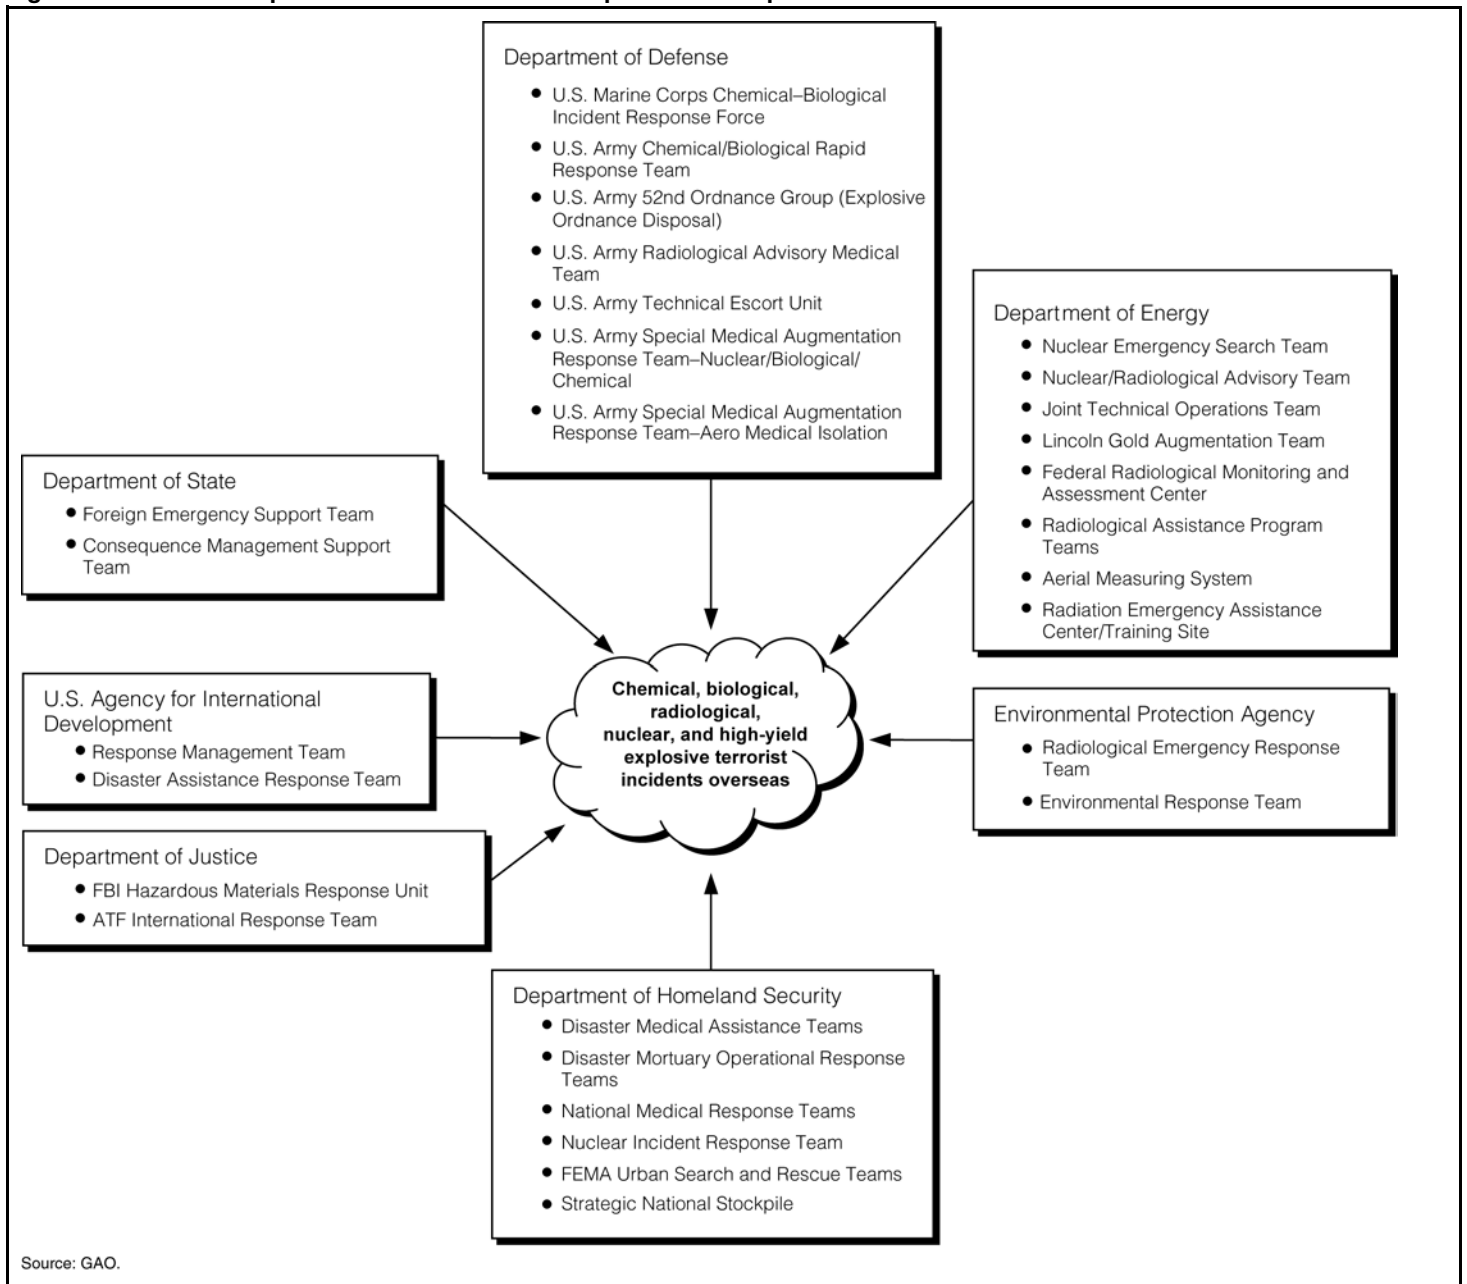 Department of Defense
● U.S. Marine Corps Chemical–Biological
Incident Response Force
● U.S. Army Chemical/Biological Rapid
Response Team
● U.S. Army 52nd Ordnance Group (Explosive
Ordnance Disposal)
● U.S. Army Radiological Advisory Medical
Team
● U.S. Army Technical Escort Unit
● U.S. Army Special Medical Augmentation
Response Team–Nuclear/Biological/
Chemical
● U.S. Army Special Medical Augmentation
Response Team–Aero Medical Isolation
Department of Energy
● Nuclear Emergency Search Team
● Nuclear/Radiological Advisory Team
● Joint Technical Operations Team
● Lincoln Gold Augmentation Team
● Federal Radiological Monitoring and
Assessment Center
● Radiological Assistance Program
Teams
● Aerial Measuring System
● Radiation Emergency Assistance
Center/Training Site
Department of State
● Foreign Emergency Support Team
● Consequence Management Support
Team
U.S. Agency for International
Development
● Response Management Team
● Disaster Assistance Response Team
Chemical, biological,
radiological,
nuclear, and high-yield
explosive terrorist
incidents overseas
Environmental Protection Agency
● Radiological Emergency Response
Team
● Environmental Response Team
Department of Justice
● FBI Hazardous Materials Response Unit
● ATF International Response Team
Department of Homeland Security
● Disaster Medical Assistance Teams
● Disaster Mortuary Operational Response
Teams
● National Medical Response Teams
● Nuclear Incident Response Team
● FEMA Urban Search and Rescue Teams
● Strategic National Stockpile
Source: GAO.